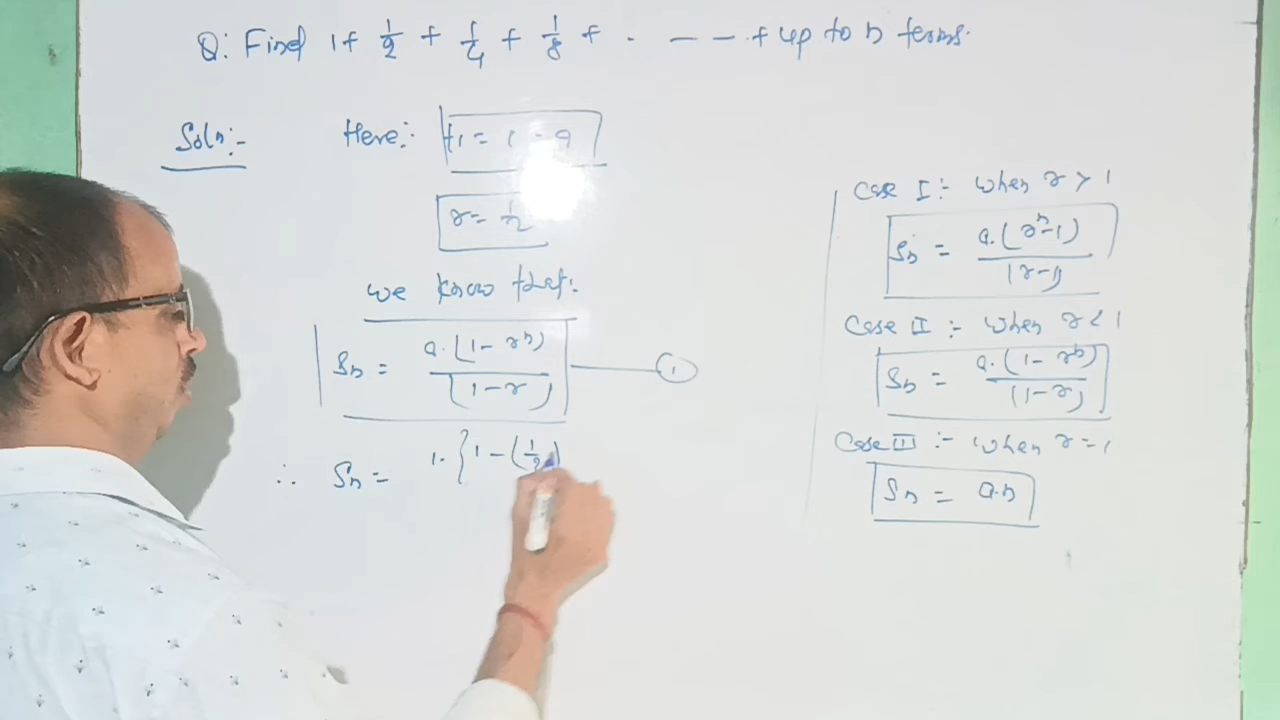 Q: Find 1 + 1/2 + 1/4 + 1/8 + . — — + up to n terms.
Soln:-
Here: t1 = 1 = a
r = 1/2
we know that:
Sn = a.(1 - r^n) / (1 - r) — 1
∴ Sn = 1. { 1 - (1/2)
Case I :- when r > 1
Sn = a.(r^n - 1) / (r - 1)
Case II :- when r < 1
Sn = a.(1 - r^n) / (1 - r)
Case III :- when r = 1
Sn = a.n